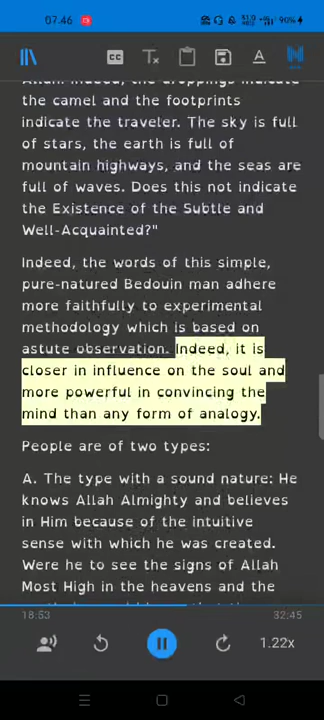 07.46
90%
CC
the camel and the footprints
indicate the traveler. The sky is full
of stars, the earth is full of
mountain highways, and the seas are
full of waves. Does this not indicate
the Existence of the Subtle and
Well-Acquainted?"
Indeed, the words of this simple,
pure-natured Bedouin man adhere
more faithfully to experimental
methodology which is based on
astute observation. Indeed, it is
closer in influence on the soul and
more powerful in convincing the
mind than any form of analogy.
People are of two types:
A. The type with a sound nature: He
knows Allah Almighty and believes
in Him because of the intuitive
sense with which he was created.
Were he to see the signs of Allah
Most High in the heavens and the
18:53
32:45
1.22x